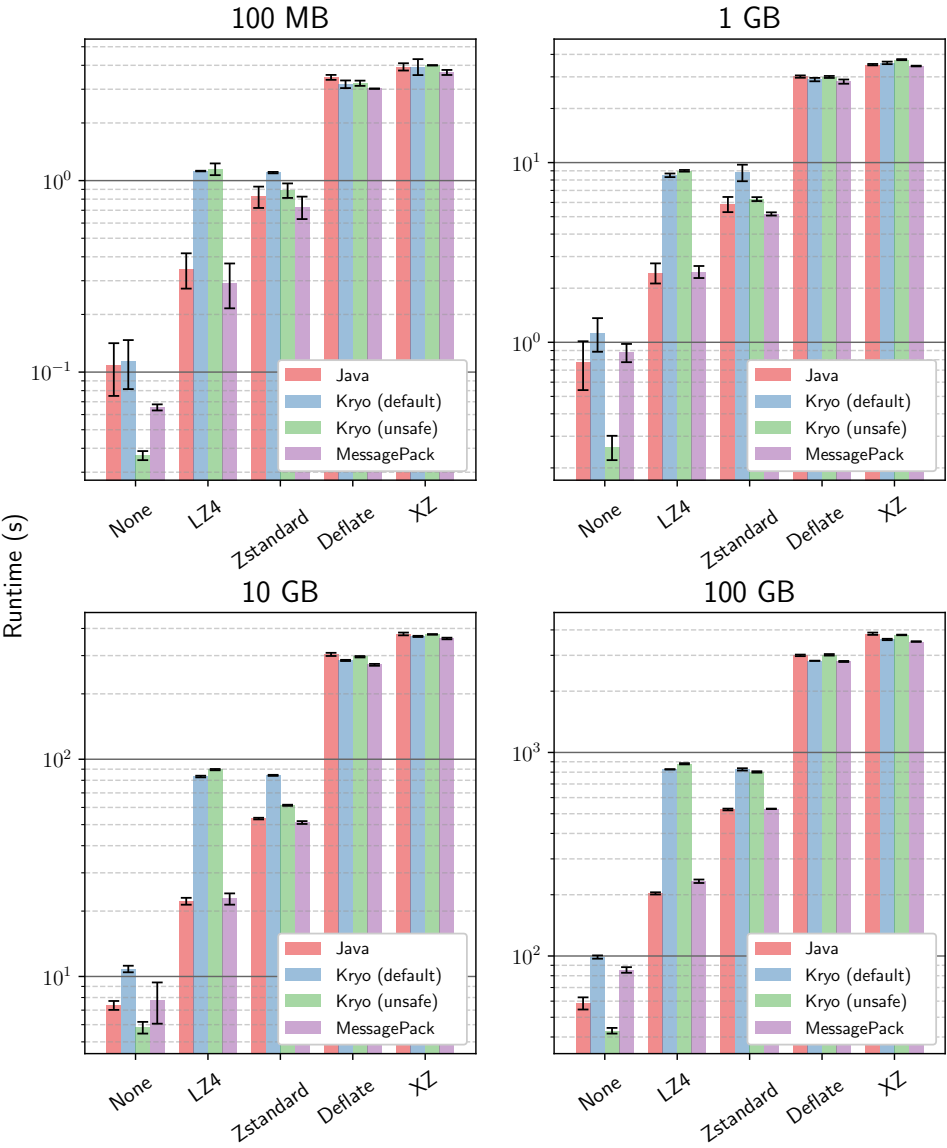 100 MB
1 GB
10^0
10^-1
Java
Kryo (default)
Kryo (unsafe)
MessagePack
None
LZ4
Zstandard
Deflate
XZ
10^1
10^0
Java
Kryo (default)
Kryo (unsafe)
MessagePack
None
LZ4
Zstandard
Deflate
XZ
Runtime (s)
10 GB
100 GB
10^2
10^1
Java
Kryo (default)
Kryo (unsafe)
MessagePack
None
LZ4
Zstandard
Deflate
XZ
10^3
10^2
Java
Kryo (default)
Kryo (unsafe)
MessagePack
None
LZ4
Zstandard
Deflate
XZ